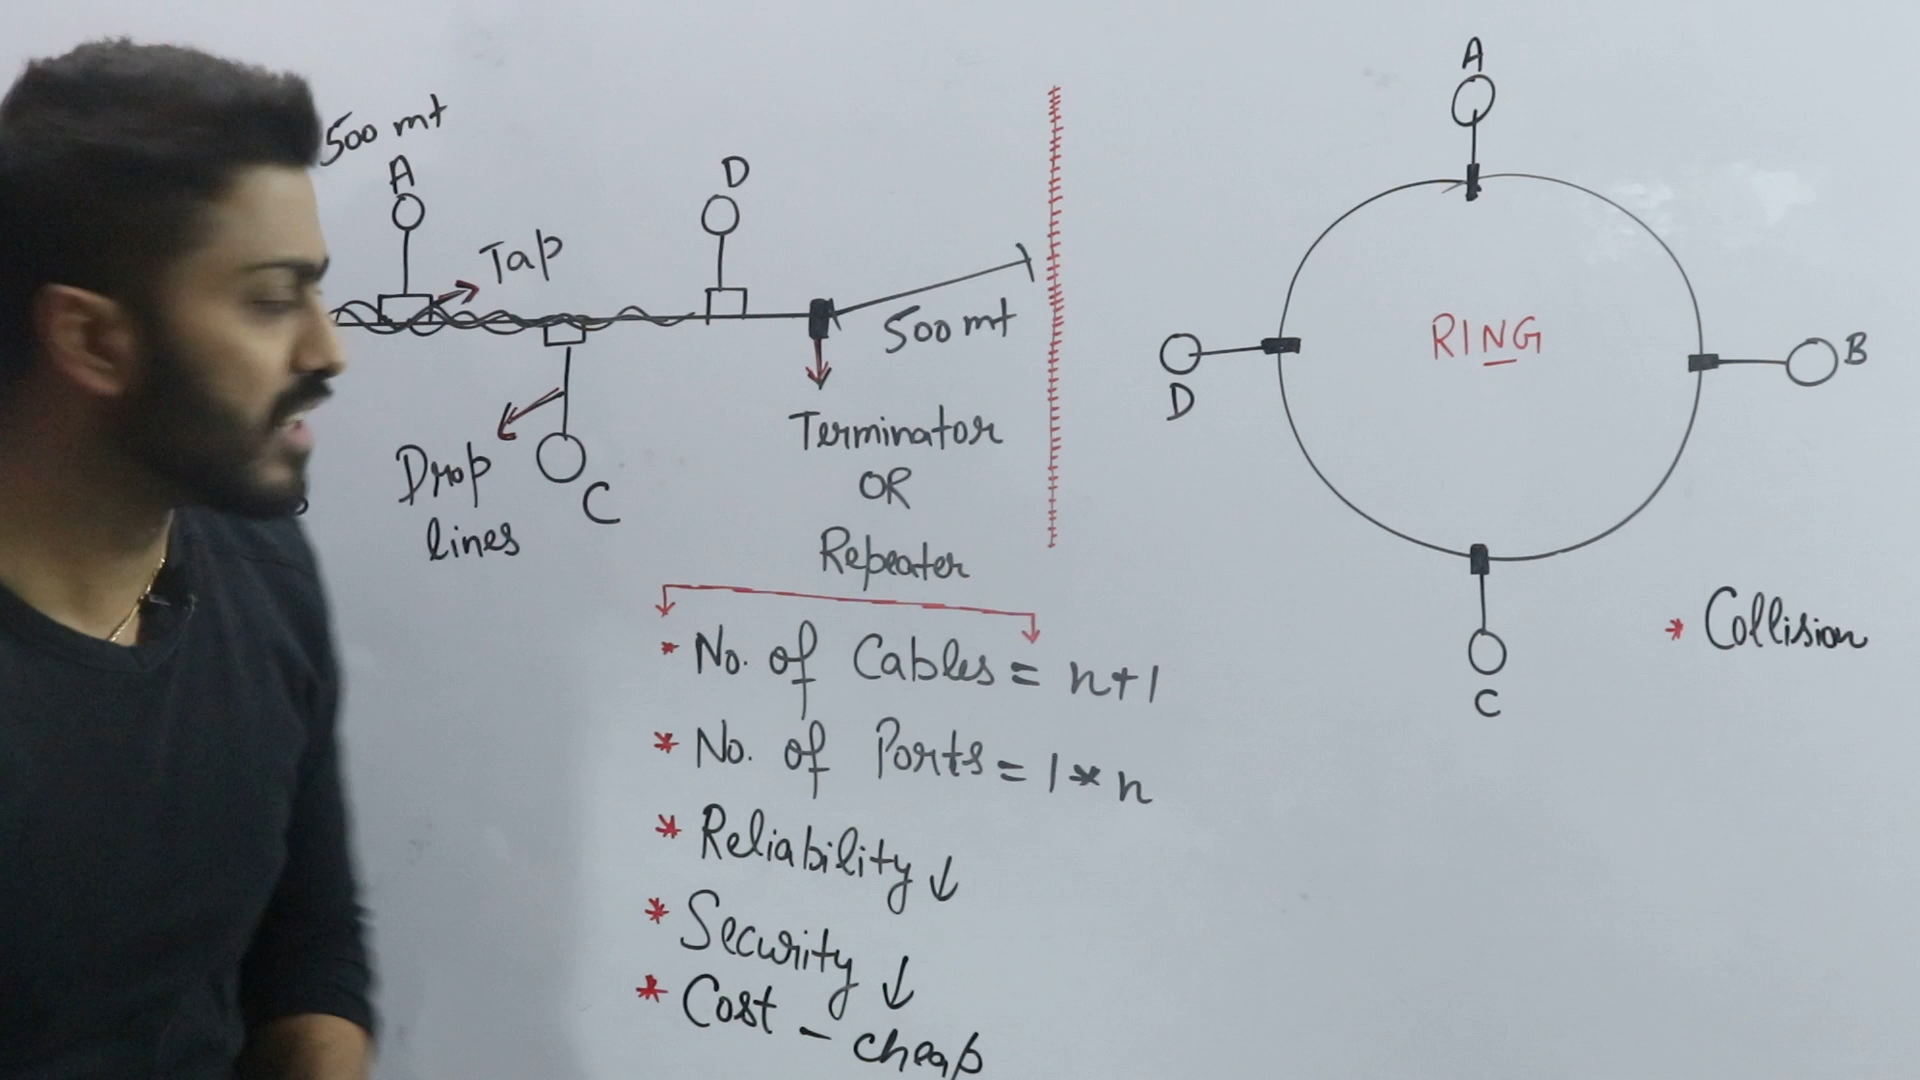 500 mt
A
Tap
D
500 mt
Drop
lines
C
Terminator
OR
Repeater
* No. of Cables = n+1
* No. of Ports = 1 * n
* Reliability ↓
* Security ↓
* Cost - cheap
A
B
RING
D
C
* Collision